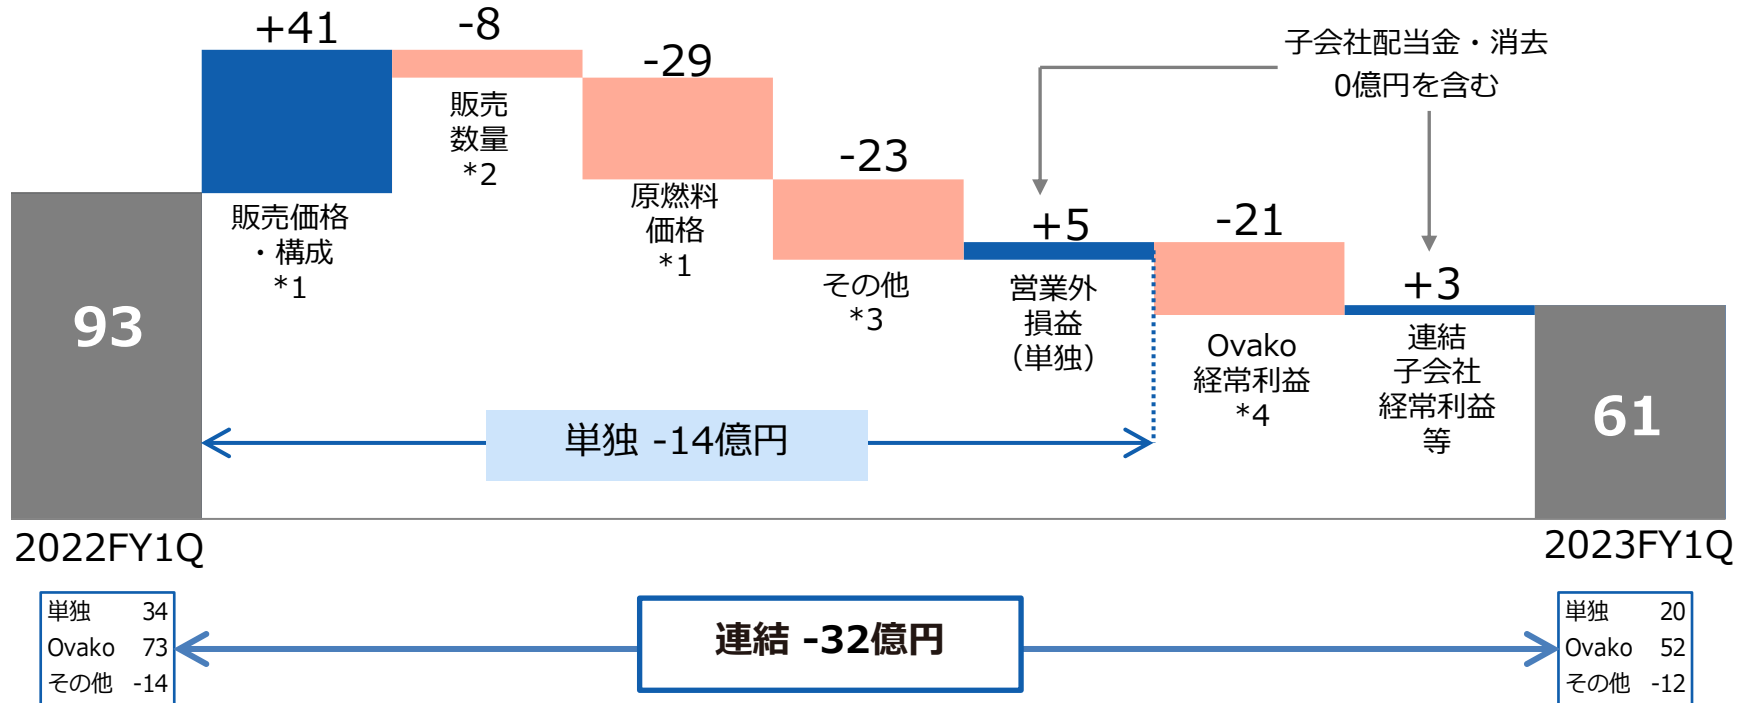 +41
-8
-29
-23
+5
-21
+3
子会社配当金・消去
0億円を含む
販売価格
・構成
*1
販売
数量
*2
原燃料
価格
*1
その他
*3
営業外
損益
（単独）
Ovako
経常利益
*4
連結
子会社
経常利益
等
93
61
単独 -14億円
2022FY1Q
2023FY1Q
単独 34
Ovako 73
その他 -14
連結 -32億円
単独 20
Ovako 52
その他 -12